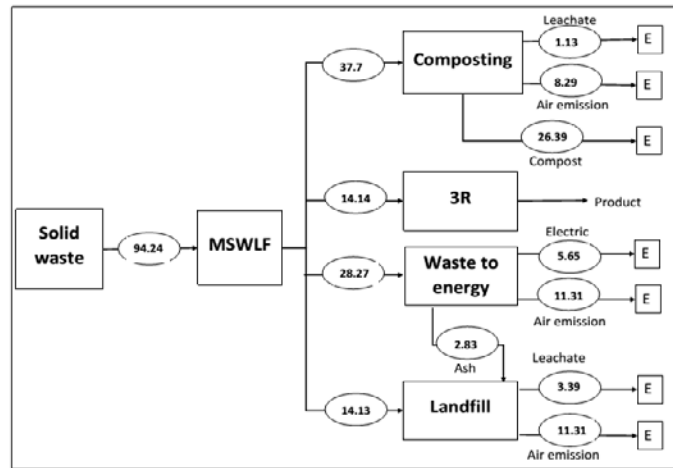 Leachate
1.13
E
Composting
37.7
8.29
E
Air emission
26.39
E
Compost
14.14
3R
Product
Solid
waste
94.24
MSWLF
Electric
5.65
E
28.27
Waste to
energy
11.31
E
Air emission
2.83
Ash
Leachate
3.39
E
14.13
Landfill
11.31
E
Air emission